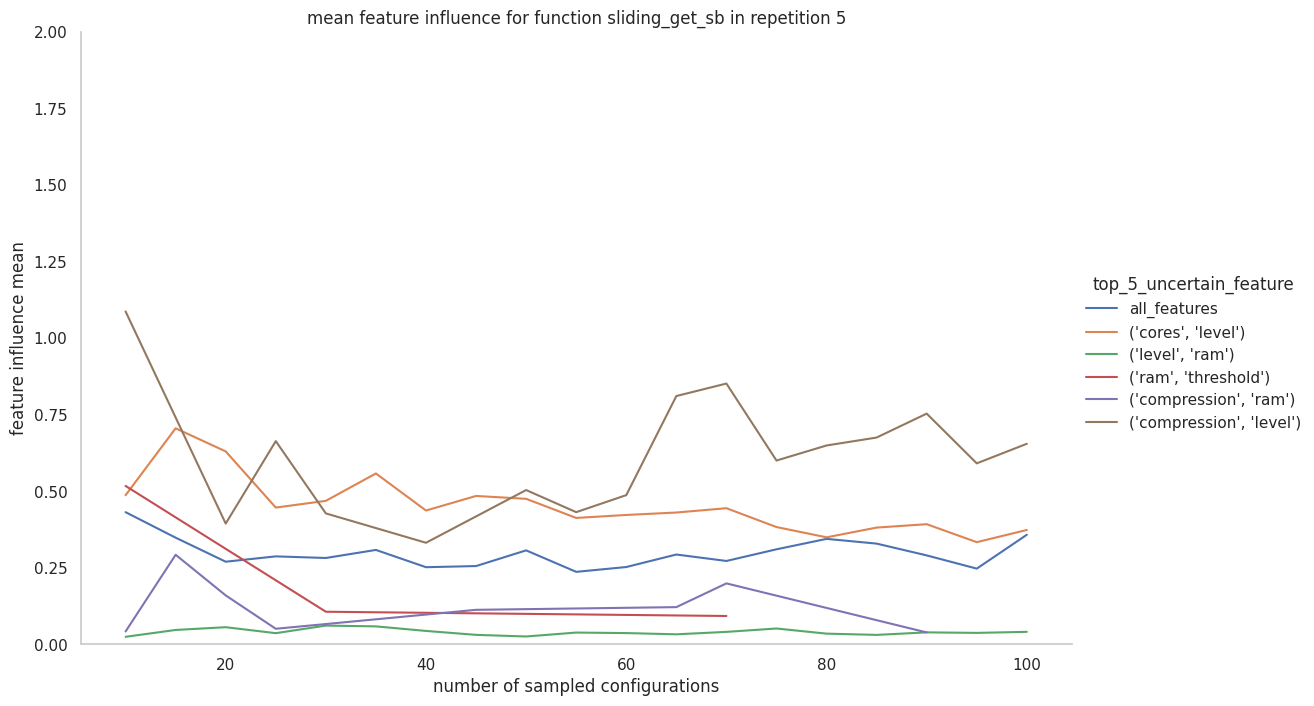 mean feature influence for function sliding_get_sb in repetition 5
2.00
1.75
1.50
1.25
1.00
0.75
0.50
0.25
0.00
feature influence mean
20
40
60
80
100
number of sampled configurations
top_5_uncertain_feature
all_features
('cores', 'level')
('level', 'ram')
('ram', 'threshold')
('compression', 'ram')
('compression', 'level')